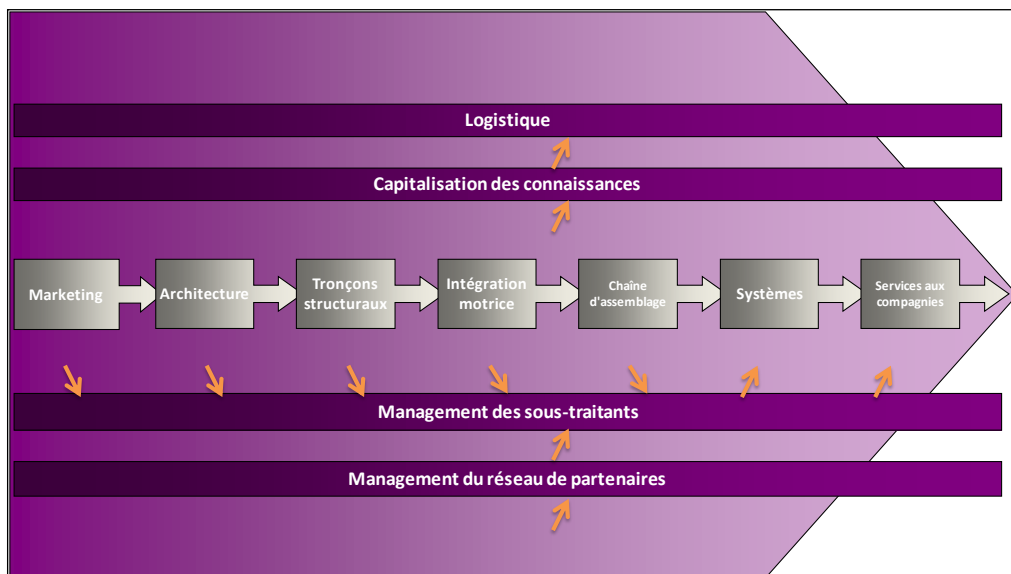 Logistique
Capitalisation des connaissances
Marketing
Architecture
Tronçons
structuraux
Intégration
motrice
Chaîne
d'assemblage
Systèmes
Services aux
compagnies
Management des sous-traitants
Management du réseau de partenaires